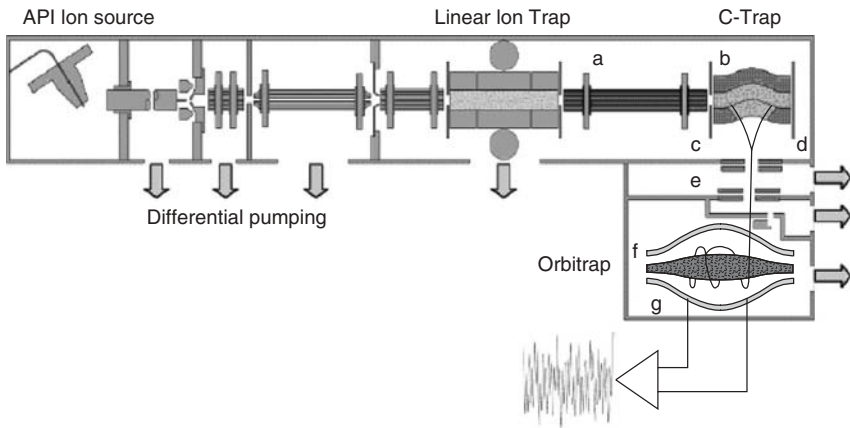 API Ion source
Linear Ion Trap
C-Trap
a
b
c
d
e
Differential pumping
f
Orbitrap
g